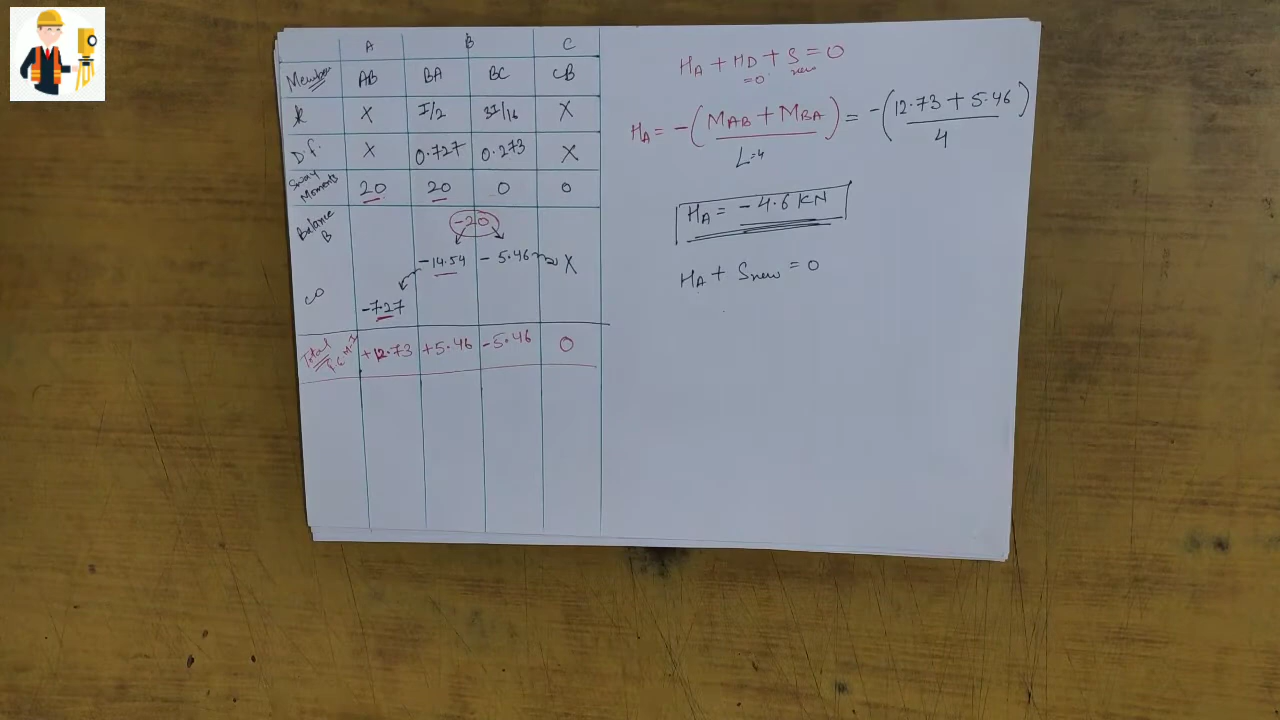 A B C
Member AB BA BC CB
k X I/2 3I/16 X
D.f. X 0.727 0.273 X
Sway Moments 20 20 0 0
Balance B -20
-14.54 -5.46 X
CO -7.27
Total F.E.M-I +12.73 +5.46 -5.46 0
HA + HD + S = 0
=0 new
HA = -(MAB + MBA / L=4) = -(12.73 + 5.46 / 4)
HA = -4.6 KN
HA + Snew = 0